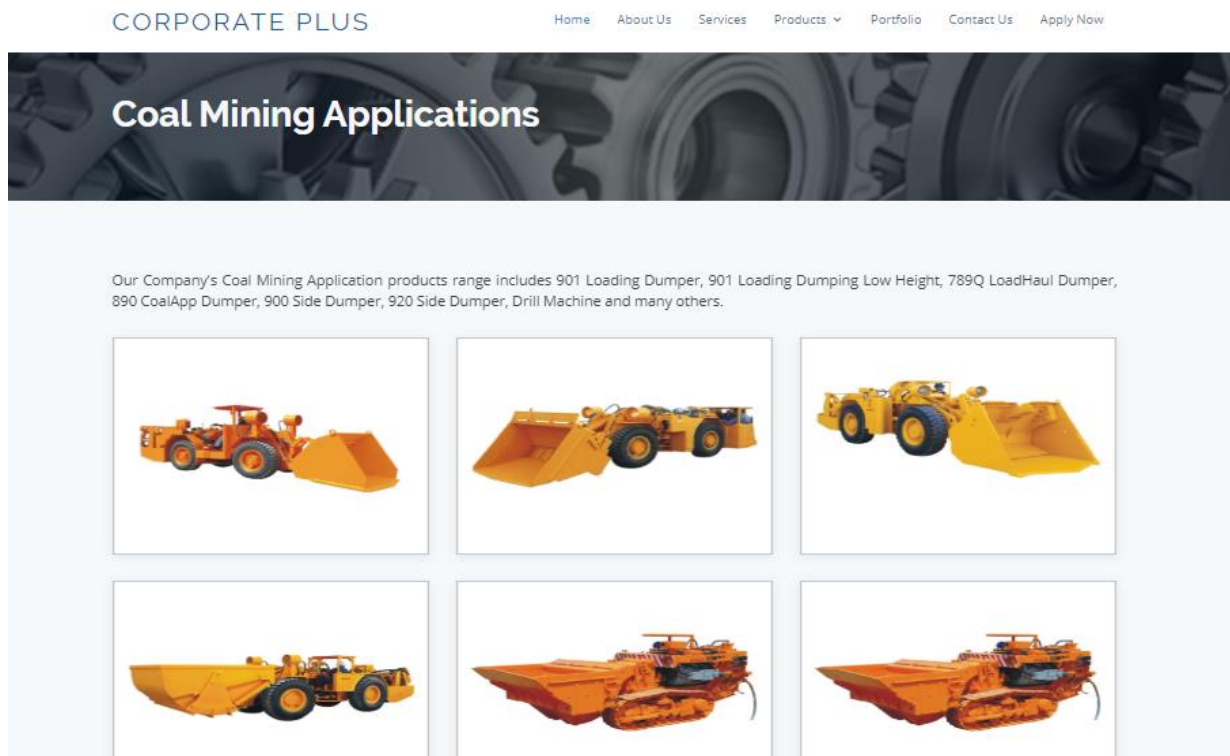 CORPORATE PLUS
Home About Us Services Products Portfolio Contact Us Apply Now
Coal Mining Applications
Our Company's Coal Mining Application products range includes 901 Loading Dumper, 901 Loading Dumping Low Height, 789Q LoadHaul Dumper,
890 CoalApp Dumper, 900 Side Dumper, 920 Side Dumper, Drill Machine and many others.